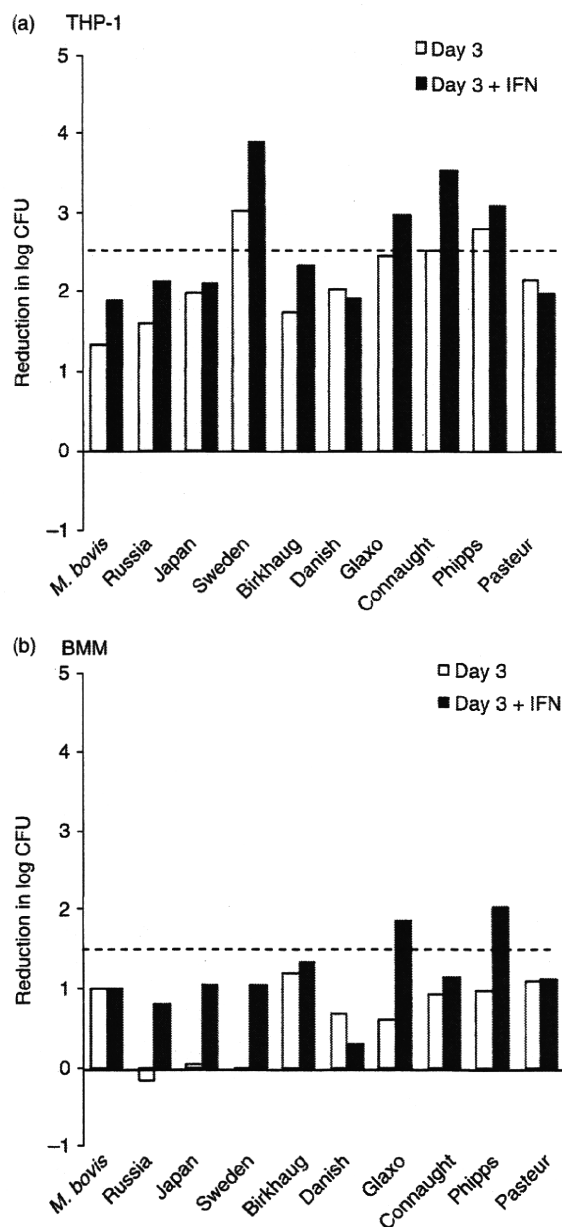 (a) THP-1
Day 3
Day 3 + IFN
5
4
3
2
1
0
−1
Reduction in log CFU
M. bovis
Russia
Japan
Sweden
Birkhaug
Danish
Glaxo
Connaught
Phipps
Pasteur
(b) BMM
Day 3
Day 3 + IFN
5
4
3
2
1
0
−1
Reduction in log CFU
M. bovis
Russia
Japan
Sweden
Birkhaug
Danish
Glaxo
Connaught
Phipps
Pasteur